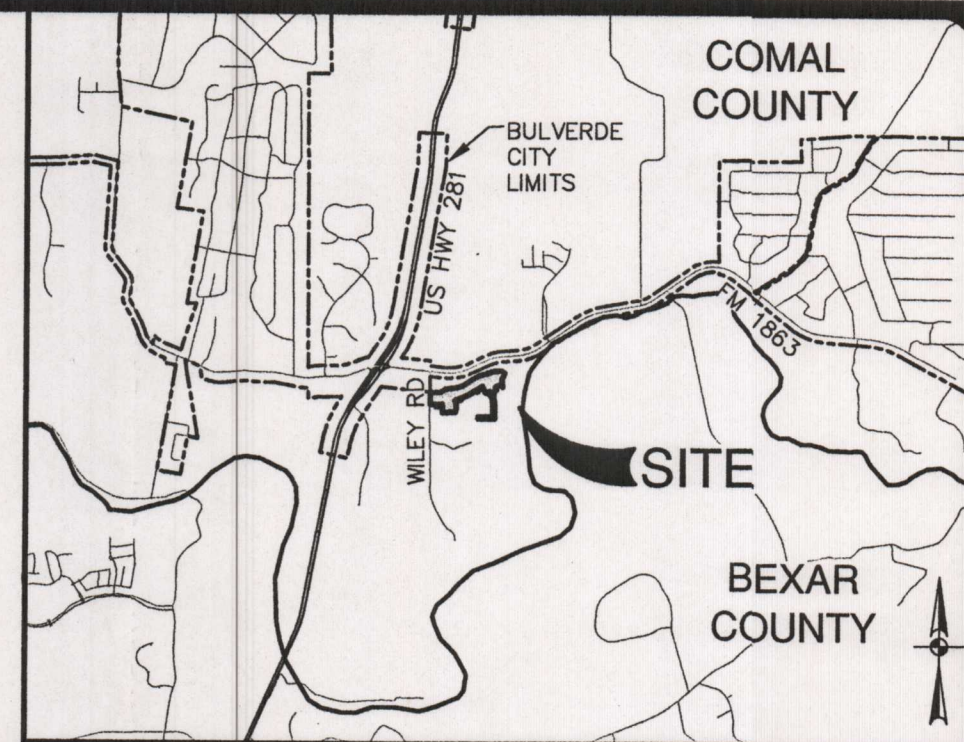 COMAL
COUNTY
BULVERDE
CITY
LIMITS
US HWY 281
FM 1863
WILEY RD
SITE
BEXAR
COUNTY